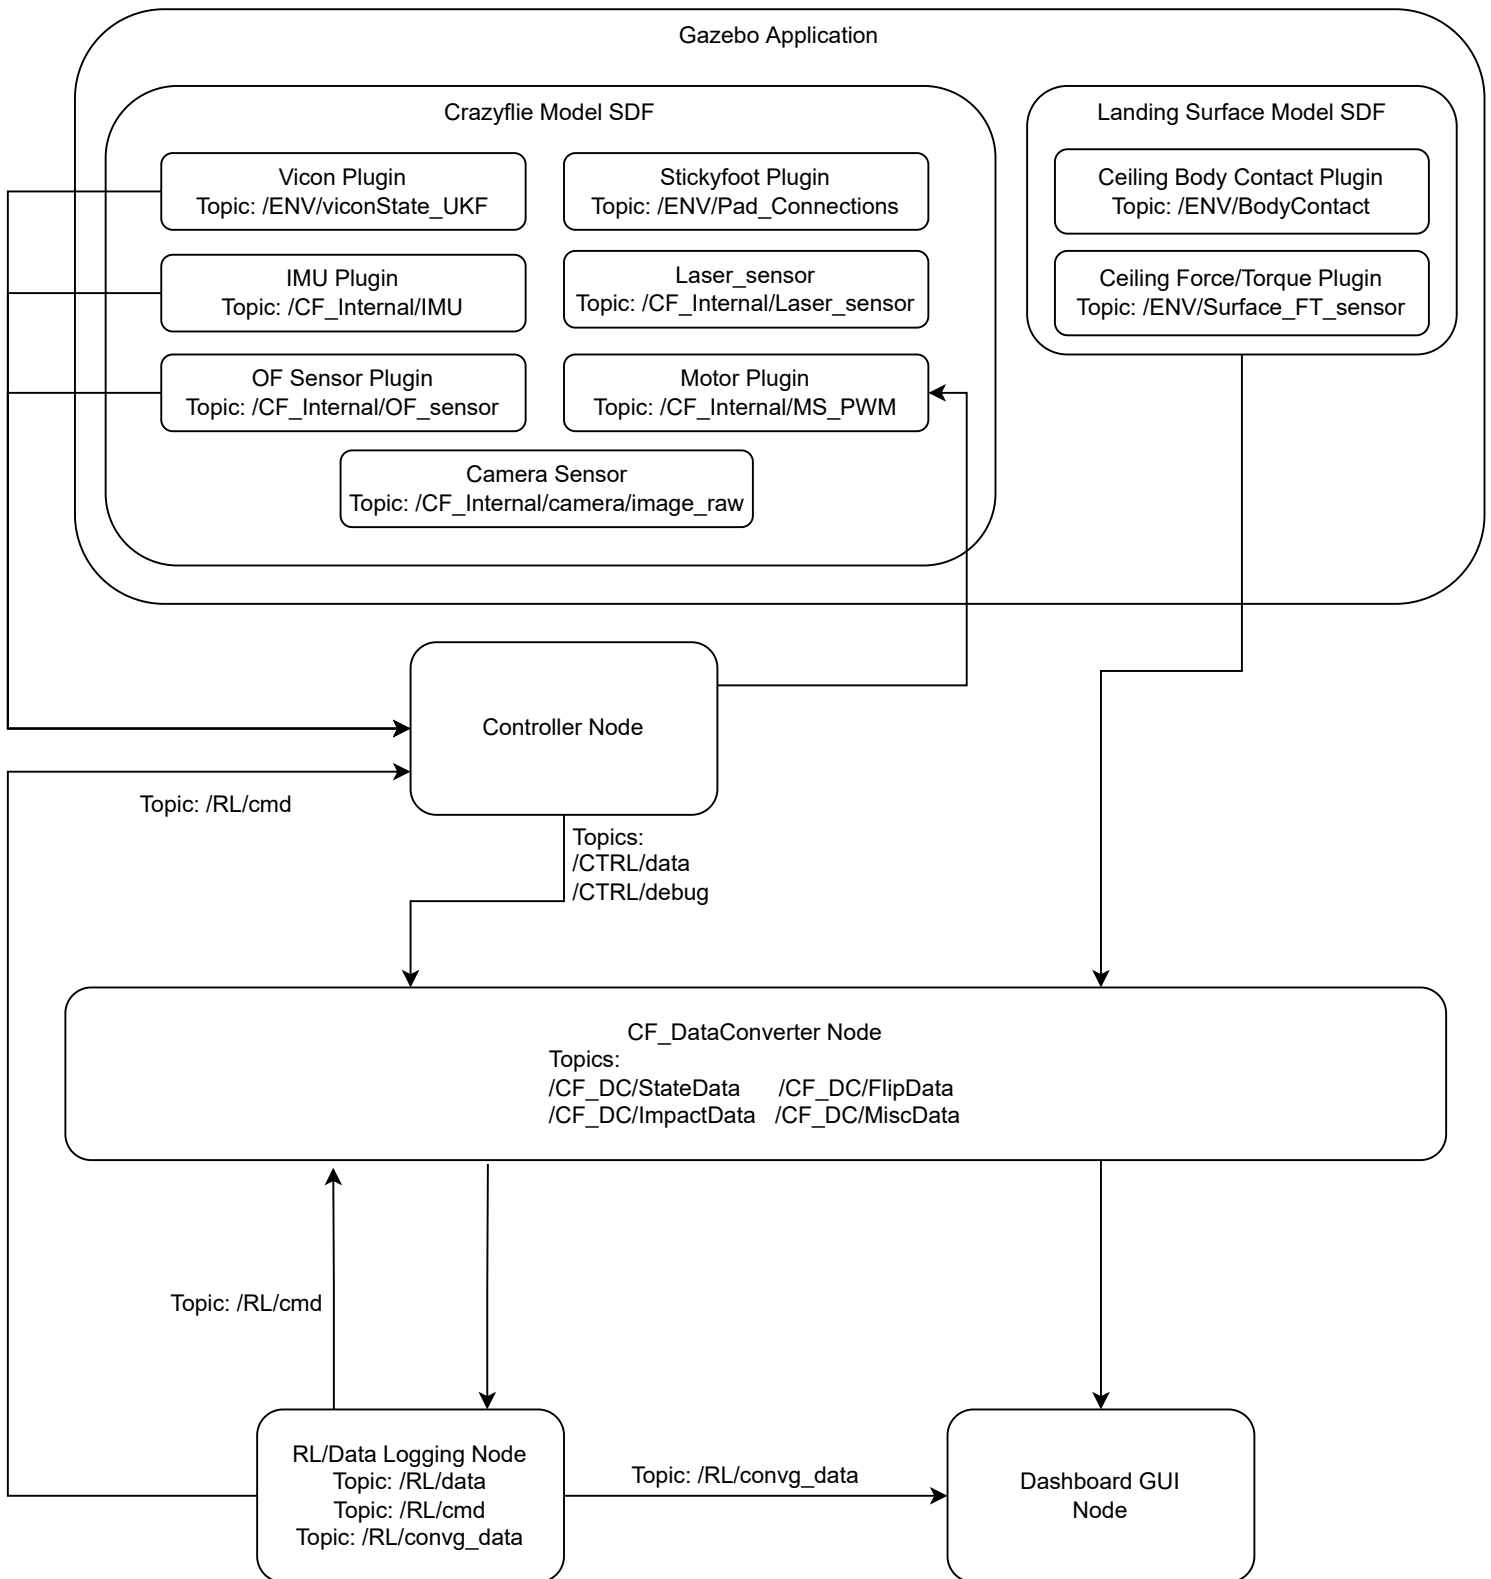 Gazebo Application
Crazyflie Model SDF
Landing Surface Model SDF
Vicon Plugin
Topic: /ENV/viconState_UKF
Stickyfoot Plugin
Topic: /ENV/Pad_Connections
Ceiling Body Contact Plugin
Topic: /ENV/BodyContact
IMU Plugin
Topic: /CF_Internal/IMU
Laser_sensor
Topic: /CF_Internal/Laser_sensor
Ceiling Force/Torque Plugin
Topic: /ENV/Surface_FT_sensor
OF Sensor Plugin
Topic: /CF_Internal/OF_sensor
Motor Plugin
Topic: /CF_Internal/MS_PWM
Camera Sensor
Topic: /CF_Internal/camera/image_raw
Controller Node
Topic: /RL/cmd
Topics:
/CTRL/data
/CTRL/debug
CF_DataConverter Node
Topics:
/CF_DC/StateData /CF_DC/FlipData
/CF_DC/ImpactData /CF_DC/MiscData
Topic: /RL/cmd
RL/Data Logging Node
Topic: /RL/data
Topic: /RL/cmd
Topic: /RL/convg_data
Topic: /RL/convg_data
Dashboard GUI
Node